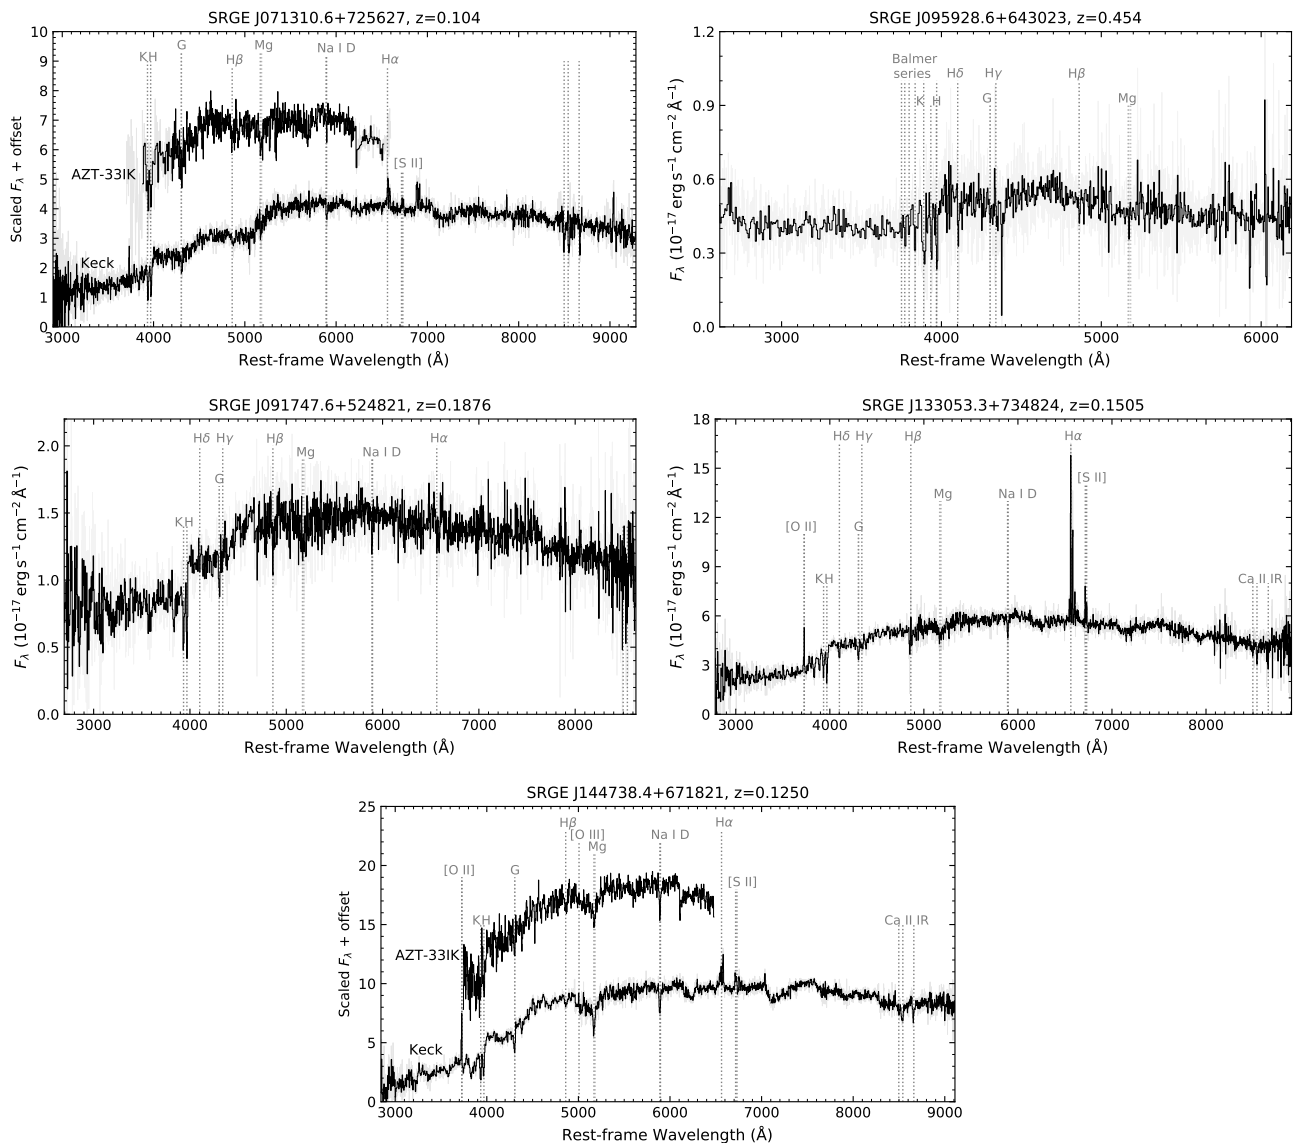 SRGE J071310.6+725627, z=0.104
Scaled Fλ + offset
10
9
8
7
6
5
4
3
2
1
0
K H
G
Hβ
Mg
Na I D
Hα
[S II]
AZT-33IK
Keck
3000 4000 5000 6000 7000 8000 9000
Rest-frame Wavelength (Å)
SRGE J095928.6+643023, z=0.454
Fλ (10⁻¹⁷ erg s⁻¹ cm⁻² Å⁻¹)
1.2
0.9
0.6
0.3
0.0
Balmer
series
K
H
Hδ
G
Hγ
Hβ
Mg
3000 4000 5000 6000
Rest-frame Wavelength (Å)
SRGE J091747.6+524821, z=0.1876
Fλ (10⁻¹⁷ erg s⁻¹ cm⁻² Å⁻¹)
2.0
1.5
1.0
0.5
0.0
K H
Hδ
G
Hγ
Hβ
Mg
Na I D
Hα
3000 4000 5000 6000 7000 8000
Rest-frame Wavelength (Å)
SRGE J133053.3+734824, z=0.1505
Fλ (10⁻¹⁷ erg s⁻¹ cm⁻² Å⁻¹)
18
15
12
9
6
3
0
[O II]
K H
Hδ
G
Hγ
Hβ
Mg
Na I D
Hα
[S II]
Ca II IR
3000 4000 5000 6000 7000 8000
Rest-frame Wavelength (Å)
SRGE J144738.4+671821, z=0.1250
Scaled Fλ + offset
25
20
15
10
5
0
[O II]
K H
G
Hβ
[O III]
Mg
Na I D
Hα
[S II]
Ca II IR
AZT-33IK
Keck
3000 4000 5000 6000 7000 8000 9000
Rest-frame Wavelength (Å)